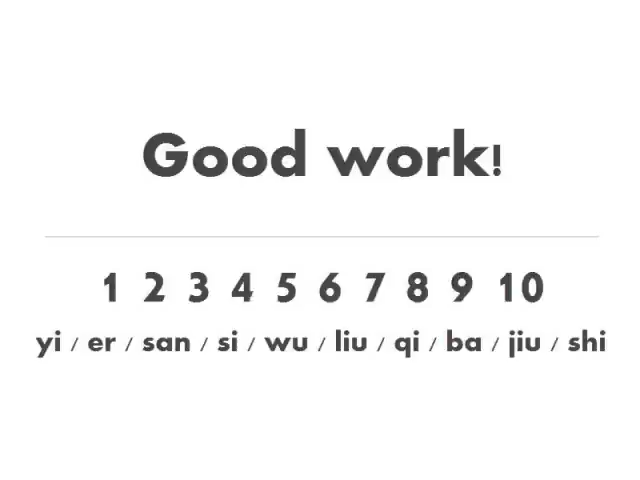 Good work!
1 2 3 4 5 6 7 8 9 10
yi / er / san / si / wu / liu / qi / ba / jiu / shi